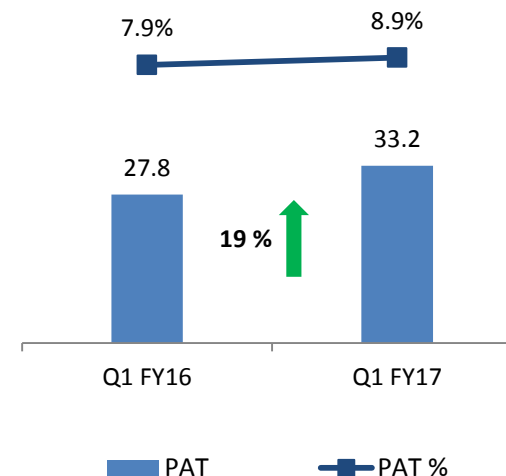 7.9%
8.9%
33.2
27.8
19 %
Q1 FY16
Q1 FY17
PAT
PAT %